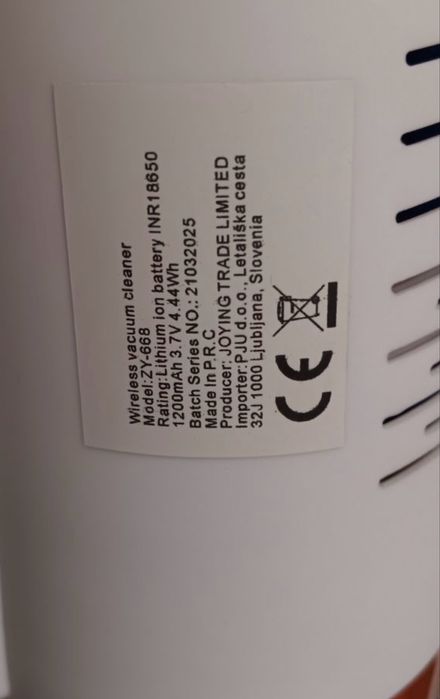 Wireless vacuum cleaner
Model:ZY-668
Rating:Lithium ion battery INR18650
1200mAh 3.7V 4.44Wh
Batch Series NO.: 21032025
Made In P.R.C
Producer: JOYING TRADE LIMITED
Importer: PJU d.o.o., Letališka cesta
32J 1000 Ljubljana, Slovenia
CE